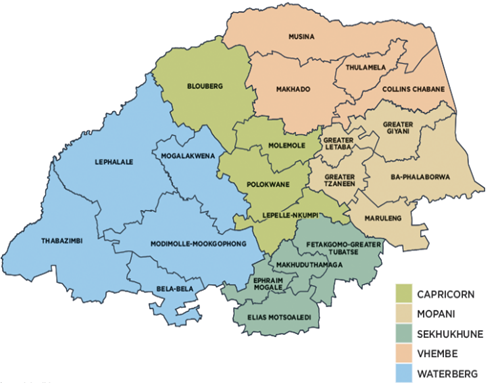 MUSINA
THULAMELA
BLOUBERG
MAKHADO
COLLINS CHABANE
GREATER
GIYANI
MOLEMOLE
GREATER
LETABA
LEPHALALE
MOGALAKWENA
POLOKWANE
GREATER
TZANEEN
BA-PHALABORWA
LEPELLE-NKUMPI
MARULENG
THABAZIMBI
MODIMOLLE-MOOKGOPHONG
FETAKGOMO-GREATER
TUBATSE
MAKHUDUTHAMAGA
BELA-BELA
EPHRAIM
MOGALE
ELIAS MOTSOALEDI
CAPRICORN
MOPANI
SEKHUKHUNE
VHEMBE
WATERBERG